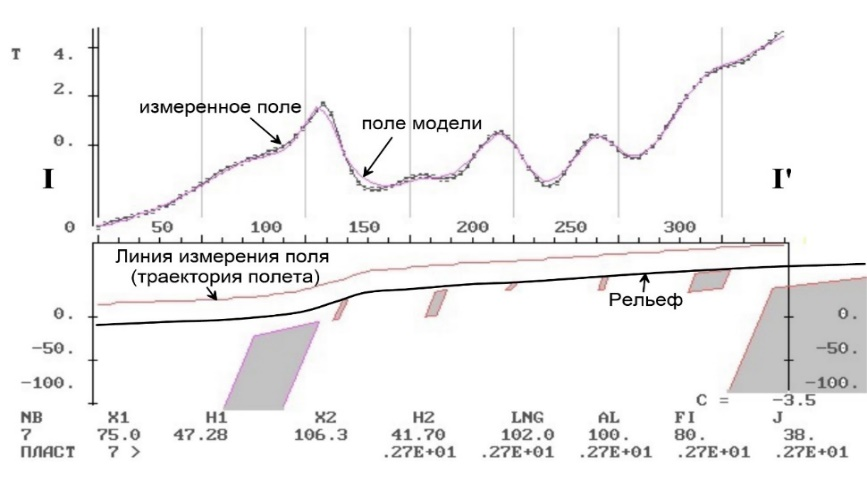 T
4.
2.
0.
измеренное поле
поле модели
I I'
0 50 100 150 200 250 300
Линия измерения поля
(траектория полета)
Рельеф
0. 0.
-50. -50.
-100. -100.
C = -3.5
NB X1 H1 X2 H2 LNG AL FI J
7 75.0 47.28 106.3 41.70 102.0 100. 80. 38.
ПЛАСТ 7 > .27E+01 .27E+01 .27E+01 .27E+01 .27E+01